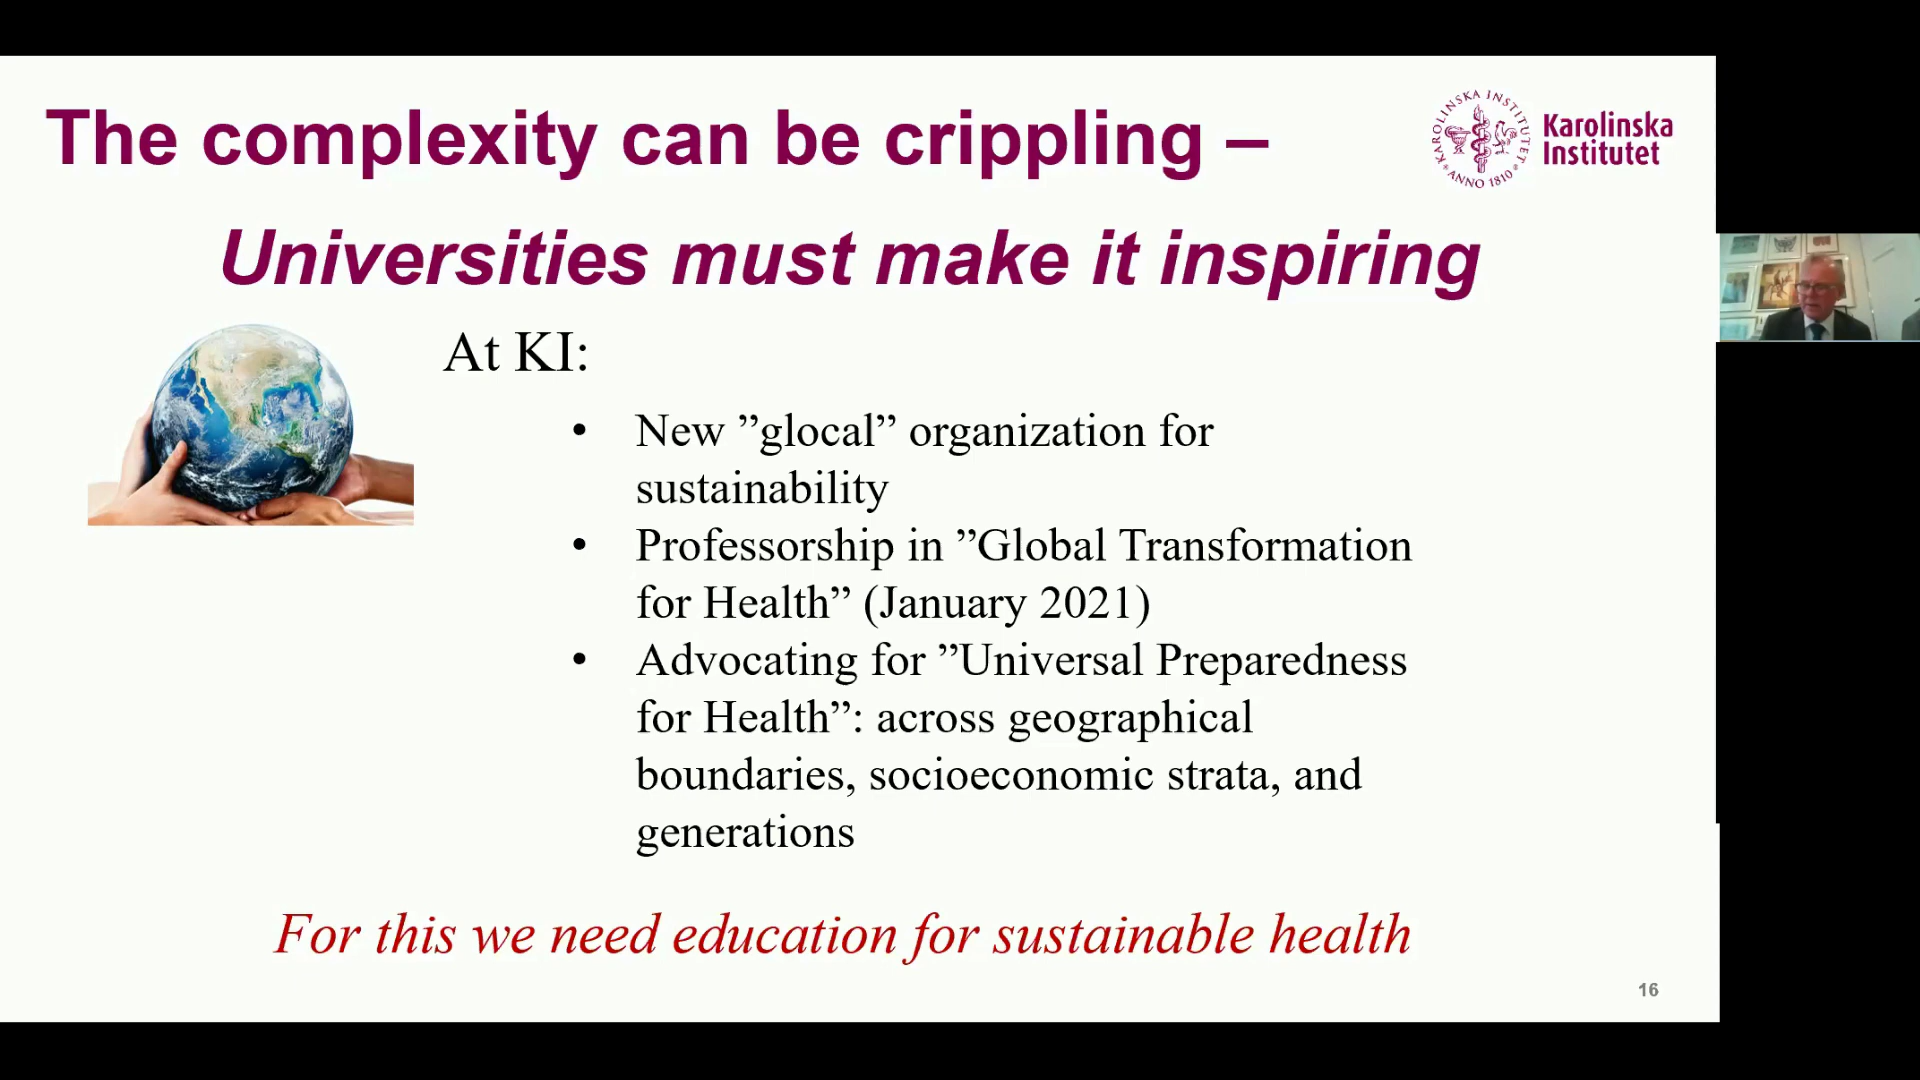 The complexity can be crippling –
KAROLINSKA INSTITUTET
ANNO 1810
Karolinska
Institutet
Universities must make it inspiring
At KI:
• New ”glocal” organization for
sustainability
• Professorship in ”Global Transformation
for Health” (January 2021)
• Advocating for ”Universal Preparedness
for Health”: across geographical
boundaries, socioeconomic strata, and
generations
For this we need education for sustainable health
16